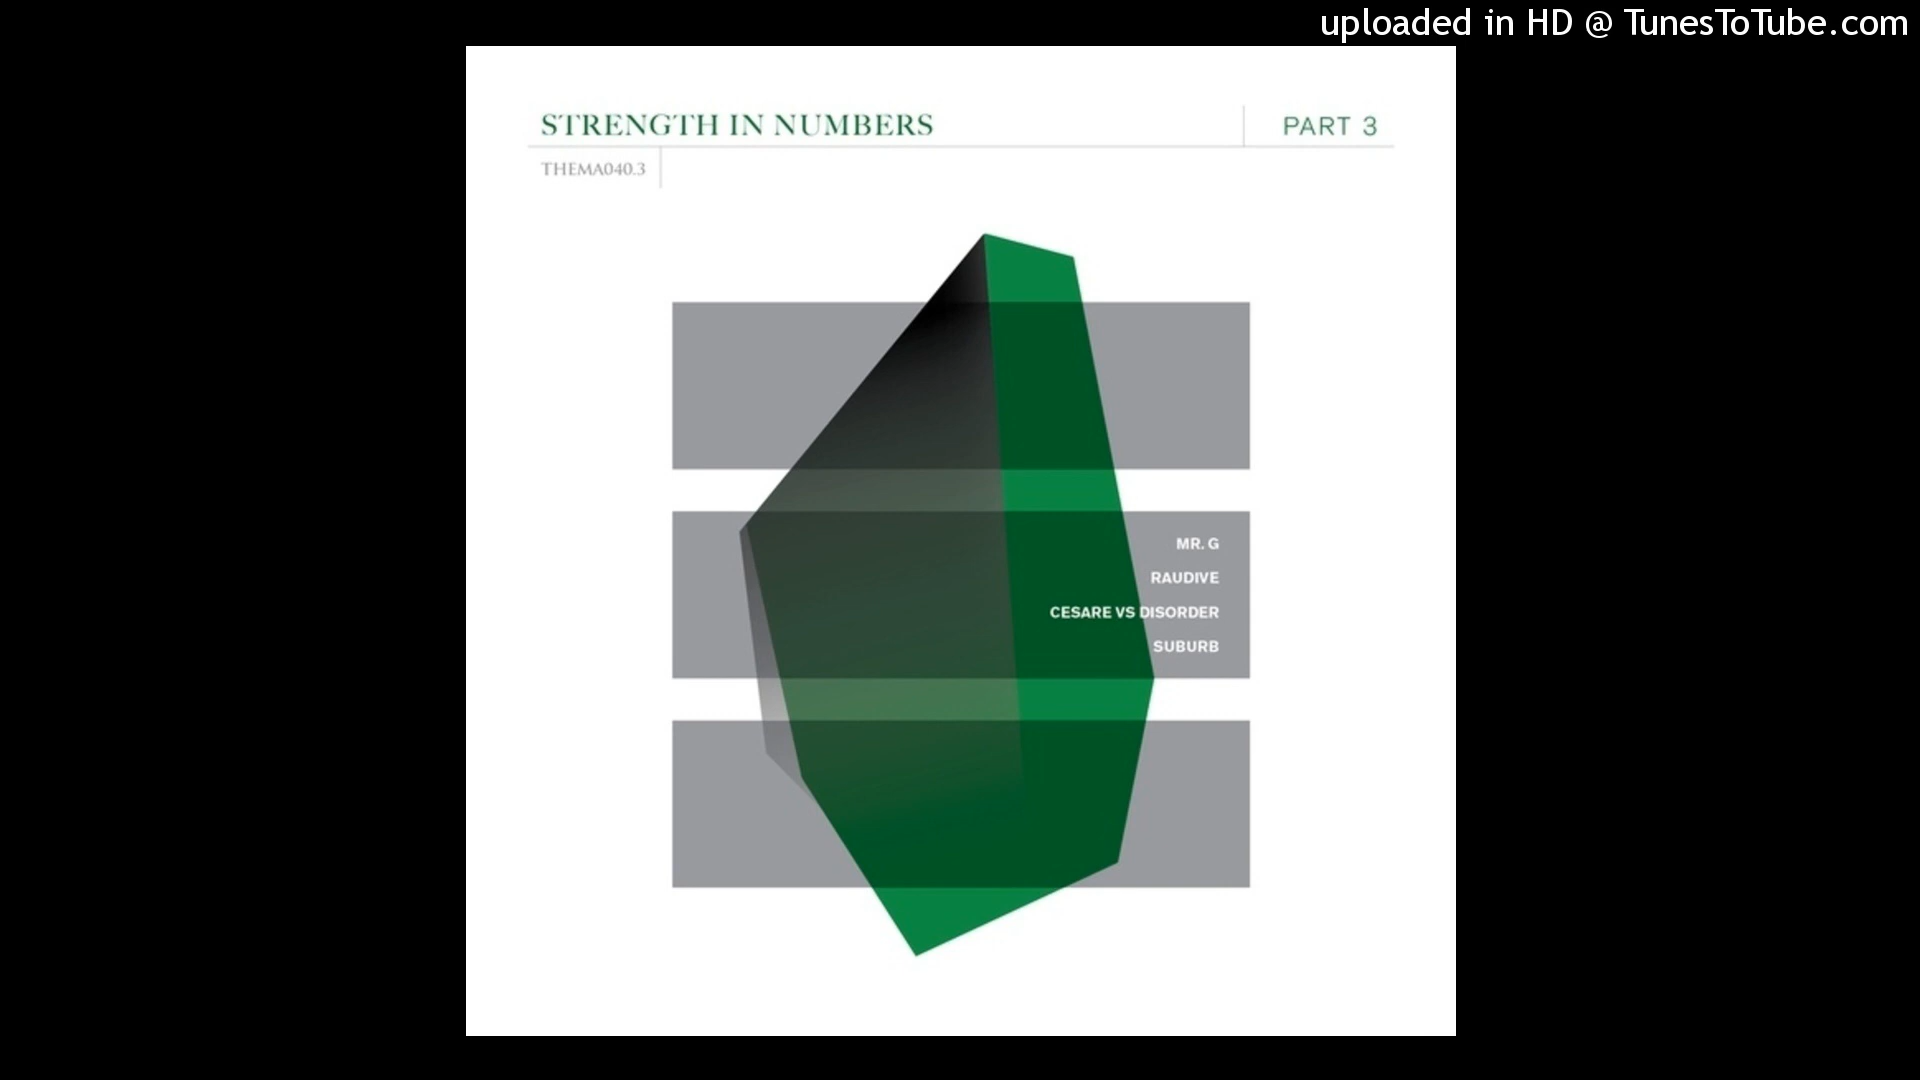 uploaded in HD @ TunesToTube.com
STRENGTH IN NUMBERS
PART 3
THEMA040.3
MR. G
RAUDIVE
CESARE VS DISORDER
SUBURB